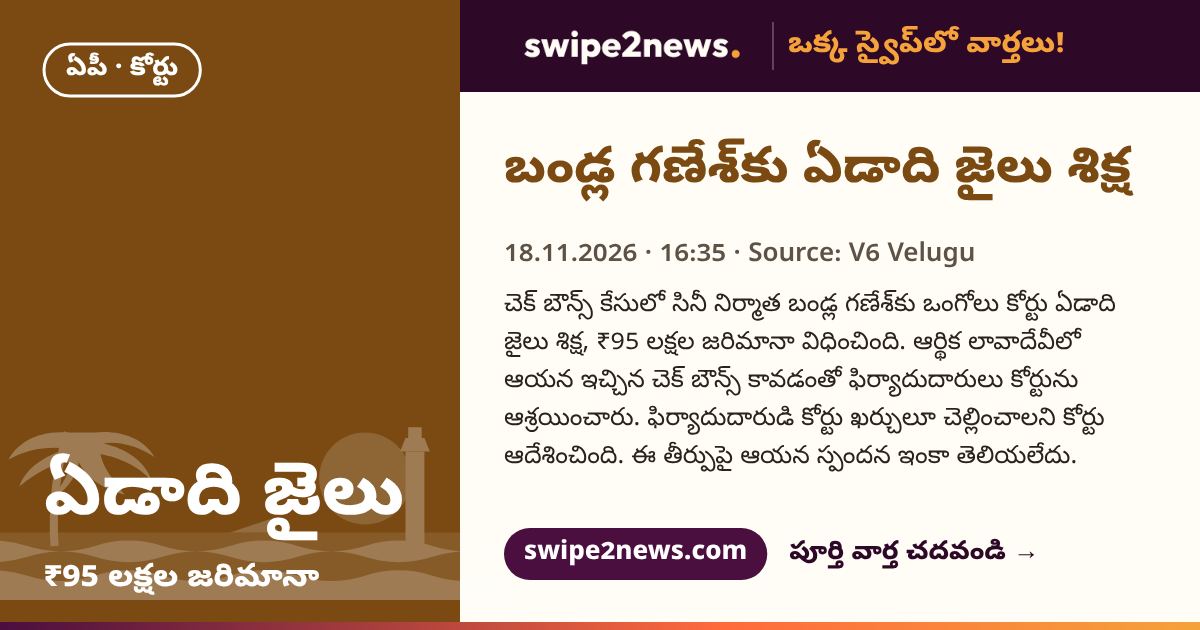 ఏపీ · కోర్టు
ఏడాది జైలు
₹95 లక్షల జరిమానా
swipe2news.
ఒక్క స్వైప్‌లో వార్తలు!
బండ్ల గణేశ్‌కు ఏడాది జైలు శిక్ష
18.11.2026 · 16:35 · Source: V6 Velugu
చెక్ బౌన్స్ కేసులో సినీ నిర్మాత బండ్ల గణేశ్‌కు ఒంగోలు కోర్టు ఏడాది
జైలు శిక్ష, ₹95 లక్షల జరిమానా విధించింది. ఆర్థిక లావాదేవీలో
ఆయన ఇచ్చిన చెక్ బౌన్స్ కావడంతో ఫిర్యాదుదారులు కోర్టును
ఆశ్రయించారు. ఫిర్యాదుదారుడి కోర్టు ఖర్చులూ చెల్లించాలని కోర్టు
ఆదేశించింది. ఈ తీర్పుపై ఆయన స్పందన ఇంకా తెలియలేదు.
swipe2news.com
పూర్తి వార్త చదవండి →